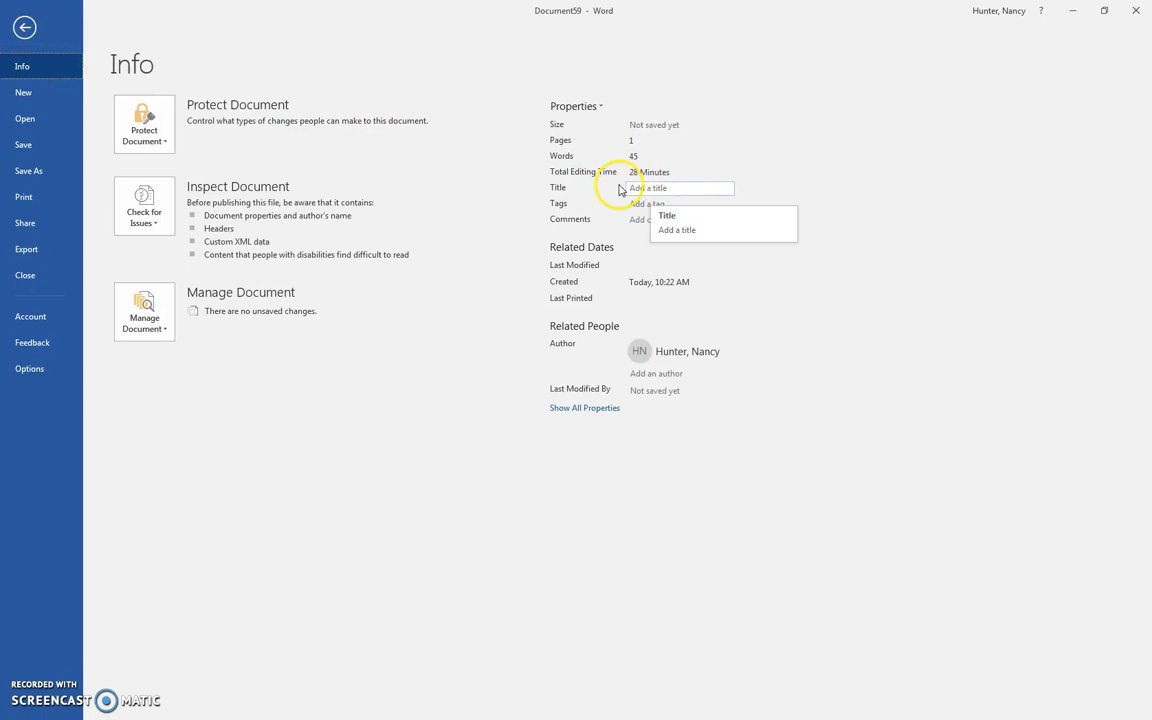 Document59 - Word
Hunter, Nancy
?
Info
New
Open
Save
Save As
Print
Share
Export
Close
Account
Feedback
Options
Info
Protect Document
Protect Document
Control what types of changes people can make to this document.
Check for Issues
Inspect Document
Before publishing this file, be aware that it contains:
Document properties and author's name
Headers
Custom XML data
Content that people with disabilities find difficult to read
Manage Document
Manage Document
There are no unsaved changes.
Properties
Size Not saved yet
Pages 1
Words 45
Total Editing Time 28 Minutes
Title Add a title
Tags Add a tag
Comments Add
Title
Add a title
Related Dates
Last Modified
Created Today, 10:22 AM
Last Printed
Related People
Author HN Hunter, Nancy
Add an author
Last Modified By Not saved yet
Show All Properties
RECORDED WITH
SCREENCAST MATIC